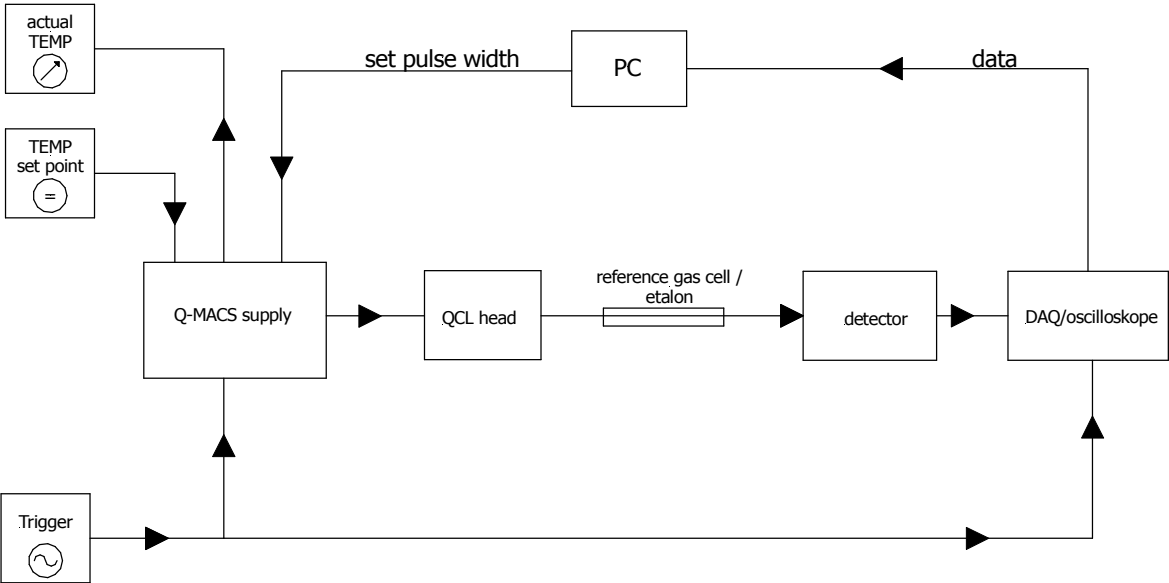 actual
TEMP
set pulse width
PC
data
TEMP
set point
=
reference gas cell /
etalon
Q-MACS supply
QCL head
detector
DAQ/oscilloskope
Trigger